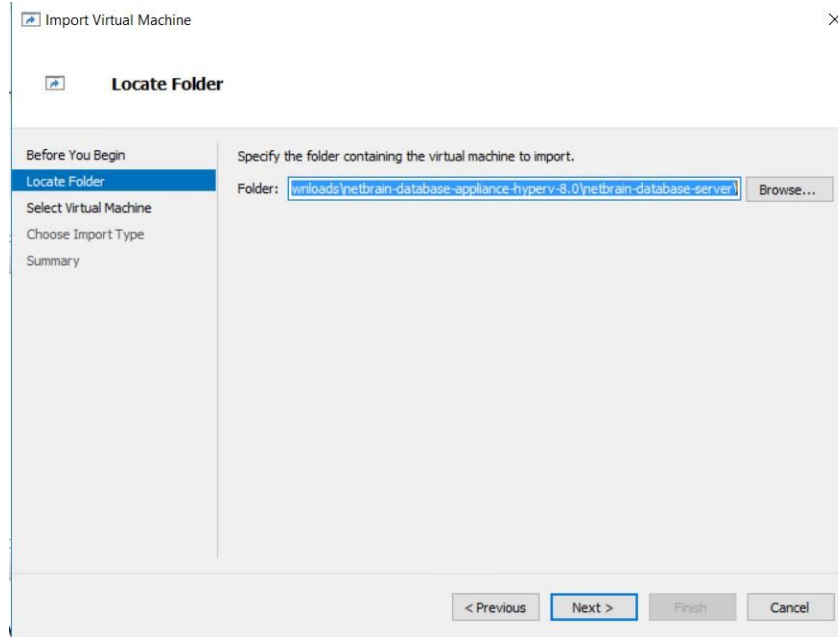 Import Virtual Machine
Locate Folder
Before You Begin
Locate Folder
Select Virtual Machine
Choose Import Type
Summary
Specify the folder containing the virtual machine to import.
Folder: wnloads\netbrain-database-appliance-hyperv-8.0\netbrain-database-server\ Browse...
< Previous Next > Finish Cancel